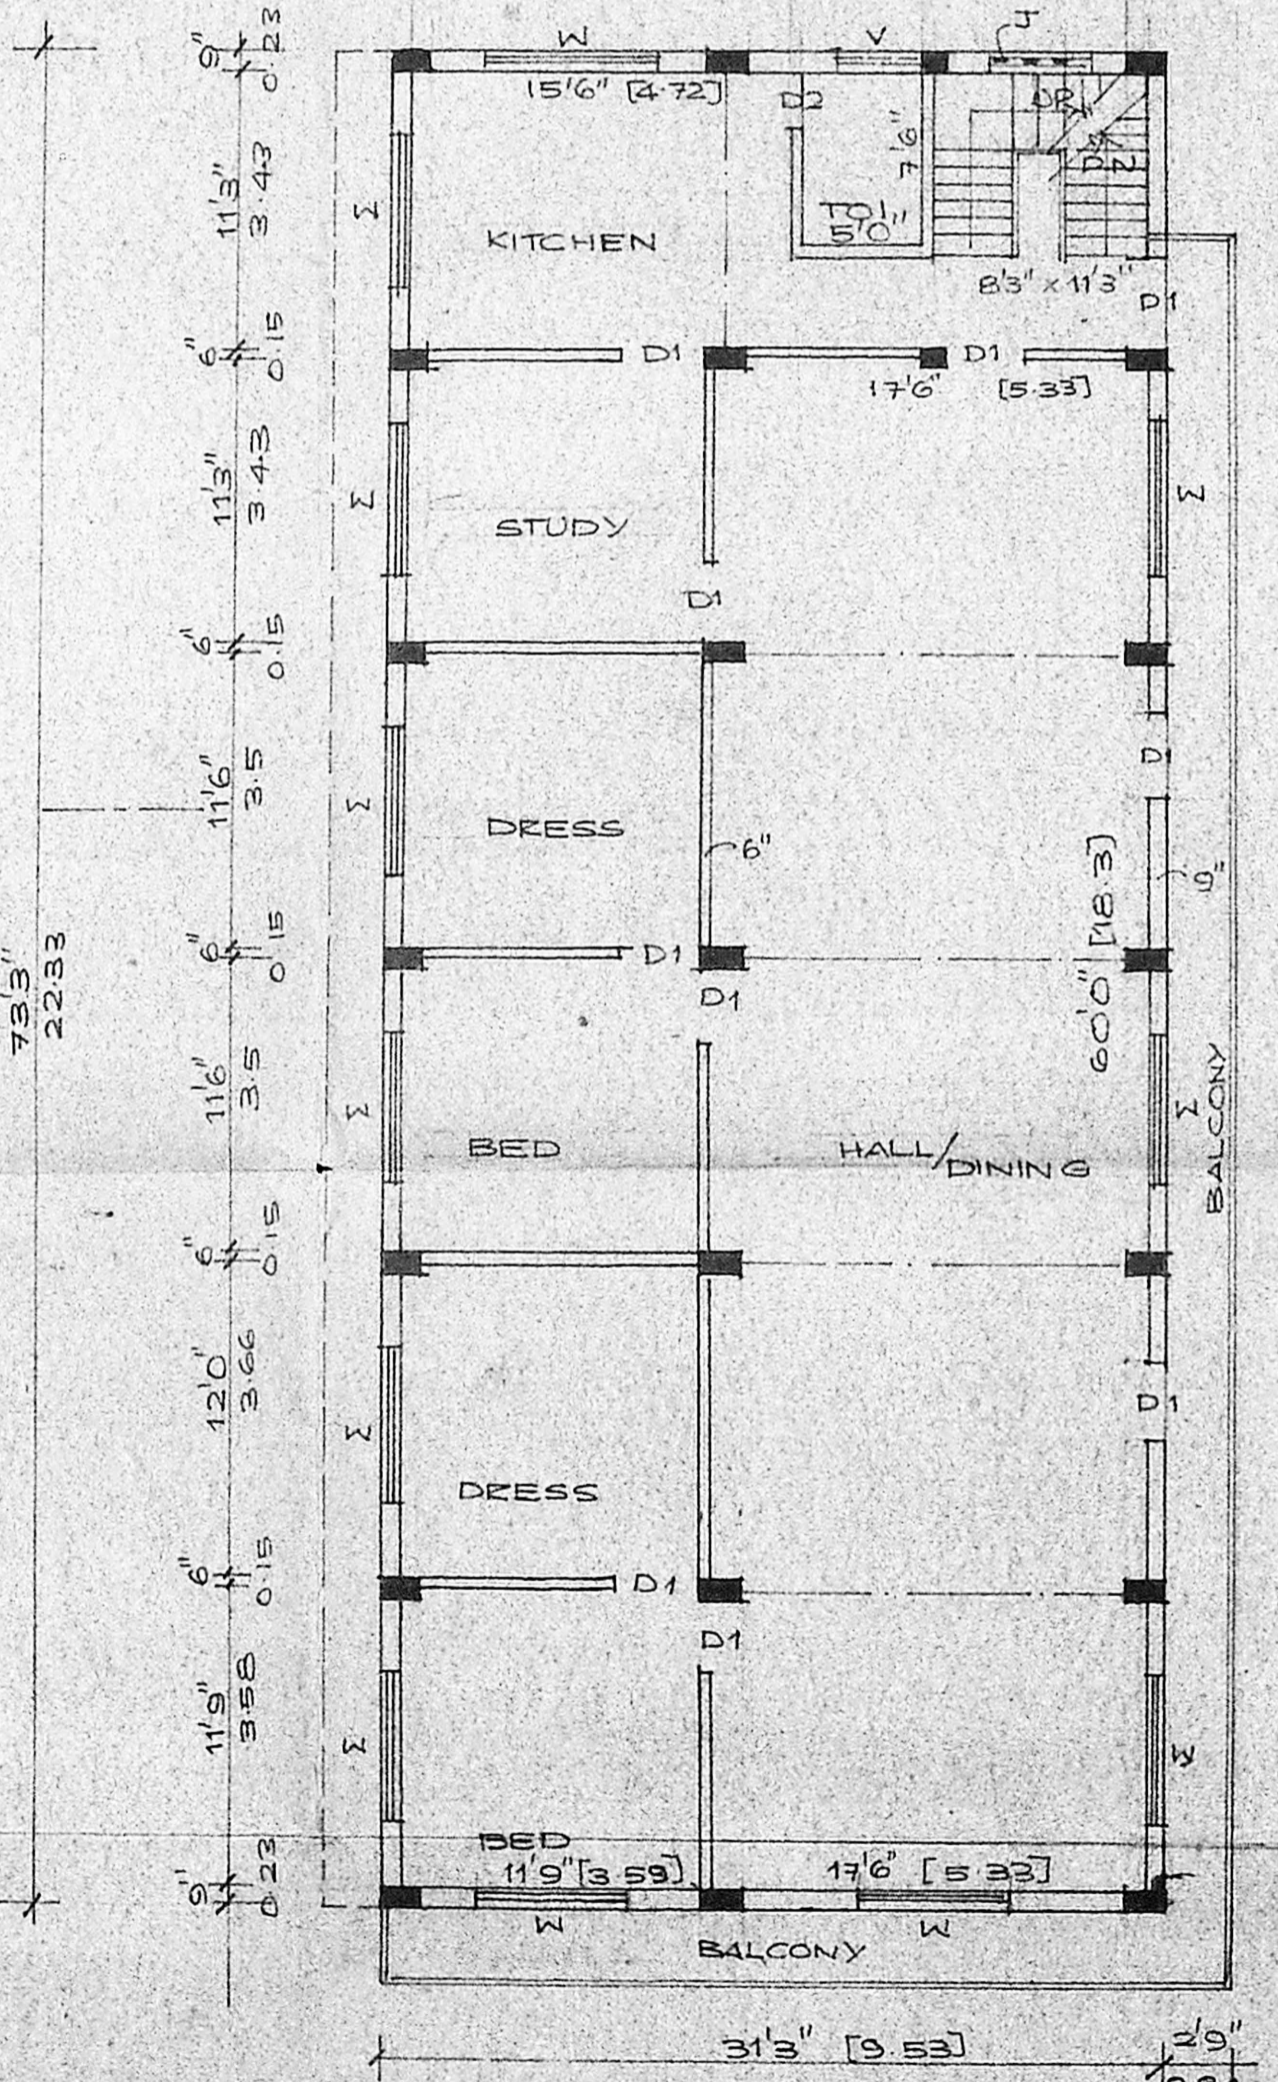 9"
0.23
W
V
J
15'6" [4.72]
D2
UP
7'6"
DN
11'3"
3.43
W
KITCHEN
TOI
5'0"
8'3" x 11'3"
D1
6"
0.15
D1
D1
17'6" [5.33]
11'3"
3.43
W
STUDY
W
D1
6"
0.15
11'6"
3.5
W
DRESS
6"
D1
9"
60'0" [18.3]
73'3"
22.33
6"
0.15
D1
D1
11'6"
3.5
W
BED
HALL/
DINING
W
BALCONY
6"
0.15
12'0"
3.66
W
DRESS
D1
6"
0.15
D1
D1
11'9"
3.58
W
W
BED
11'9" [3.59]
17'6" [5.33]
9"
0.23
W
W
BALCONY
31'3" [9.53]
2'9"